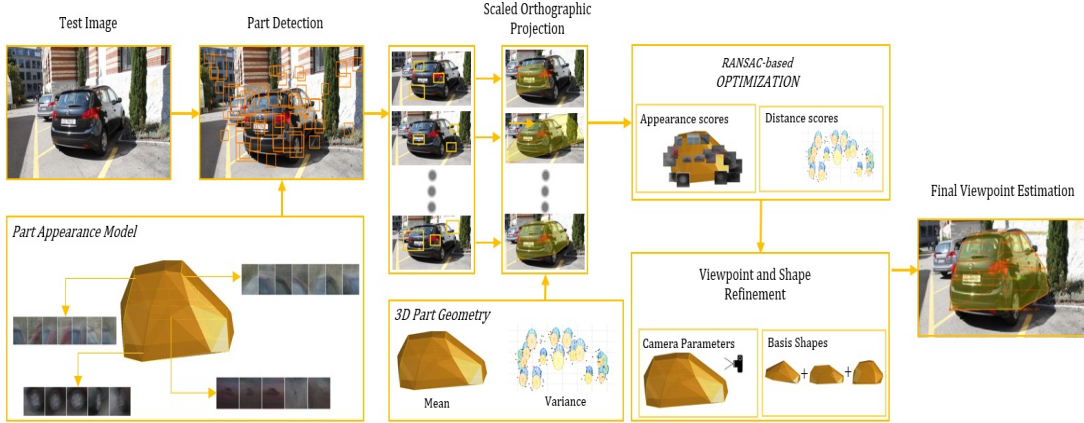 Test Image
Part Detection
Scaled Orthographic
Projection
RANSAC-based
OPTIMIZATION
Appearance scores
Distance scores
Part Appearance Model
3D Part Geometry
Mean
Variance
Viewpoint and Shape
Refinement
Camera Parameters
Basis Shapes
+
+
Final Viewpoint Estimation